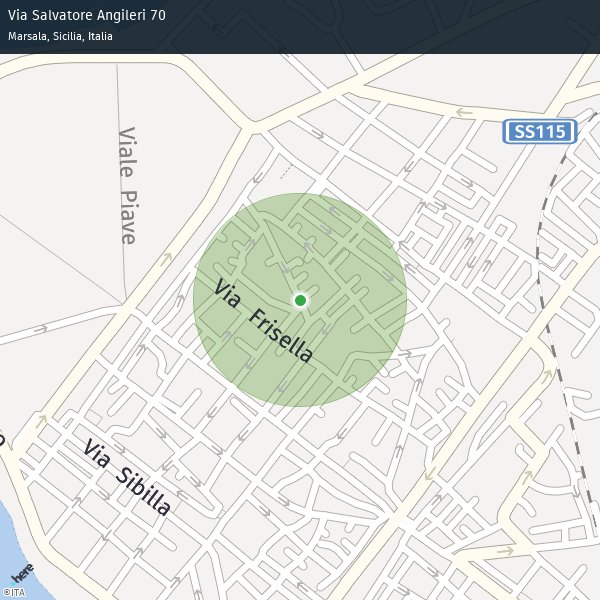 Via Salvatore Angileri 70
Marsala, Sicilia, Italia
SS115
Viale Piave
Via Frisella
Via Sibilla
here
©ITA